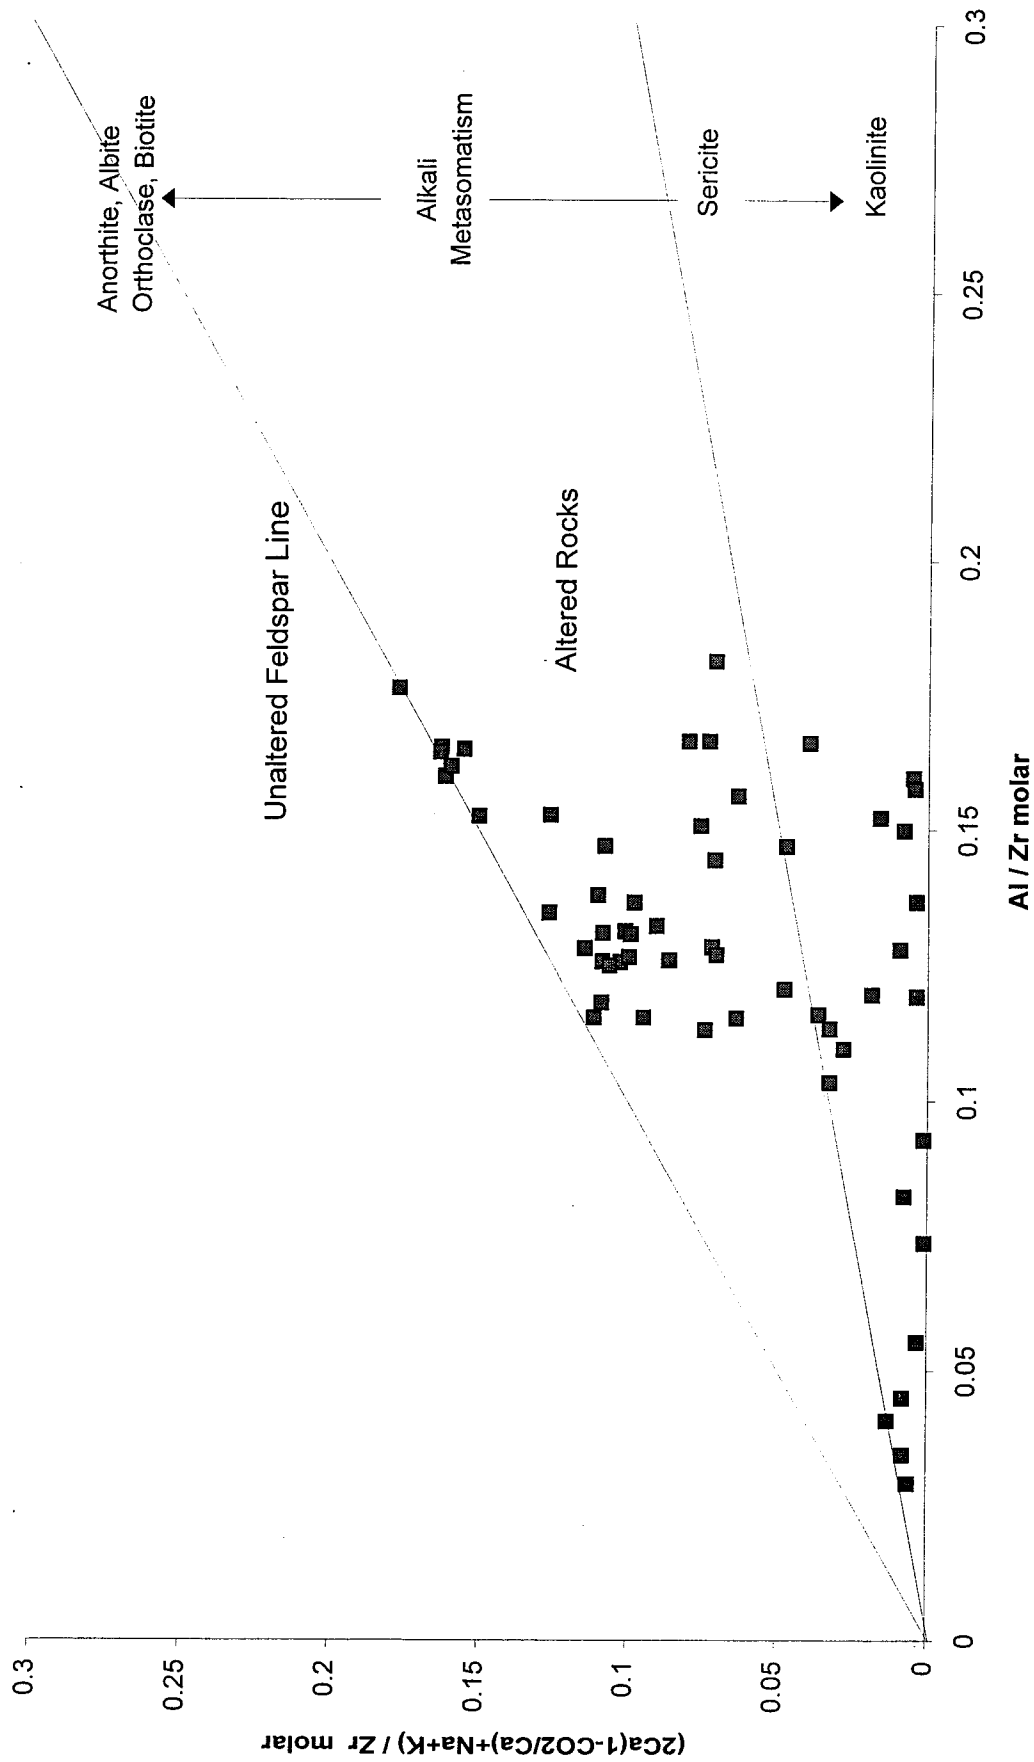 (2Ca(1-CO2/Ca)+Na+K) / Zr molar
0.3
0.25
0.2
0.15
0.1
0.05
0
Unaltered Feldspar Line
Altered Rocks
Anorthite, Albite
Orthoclase, Biotite
Alkali
Metasomatism
Sericite
Kaolinite
0
0.05
0.1
0.15
0.2
0.25
0.3
Al / Zr molar